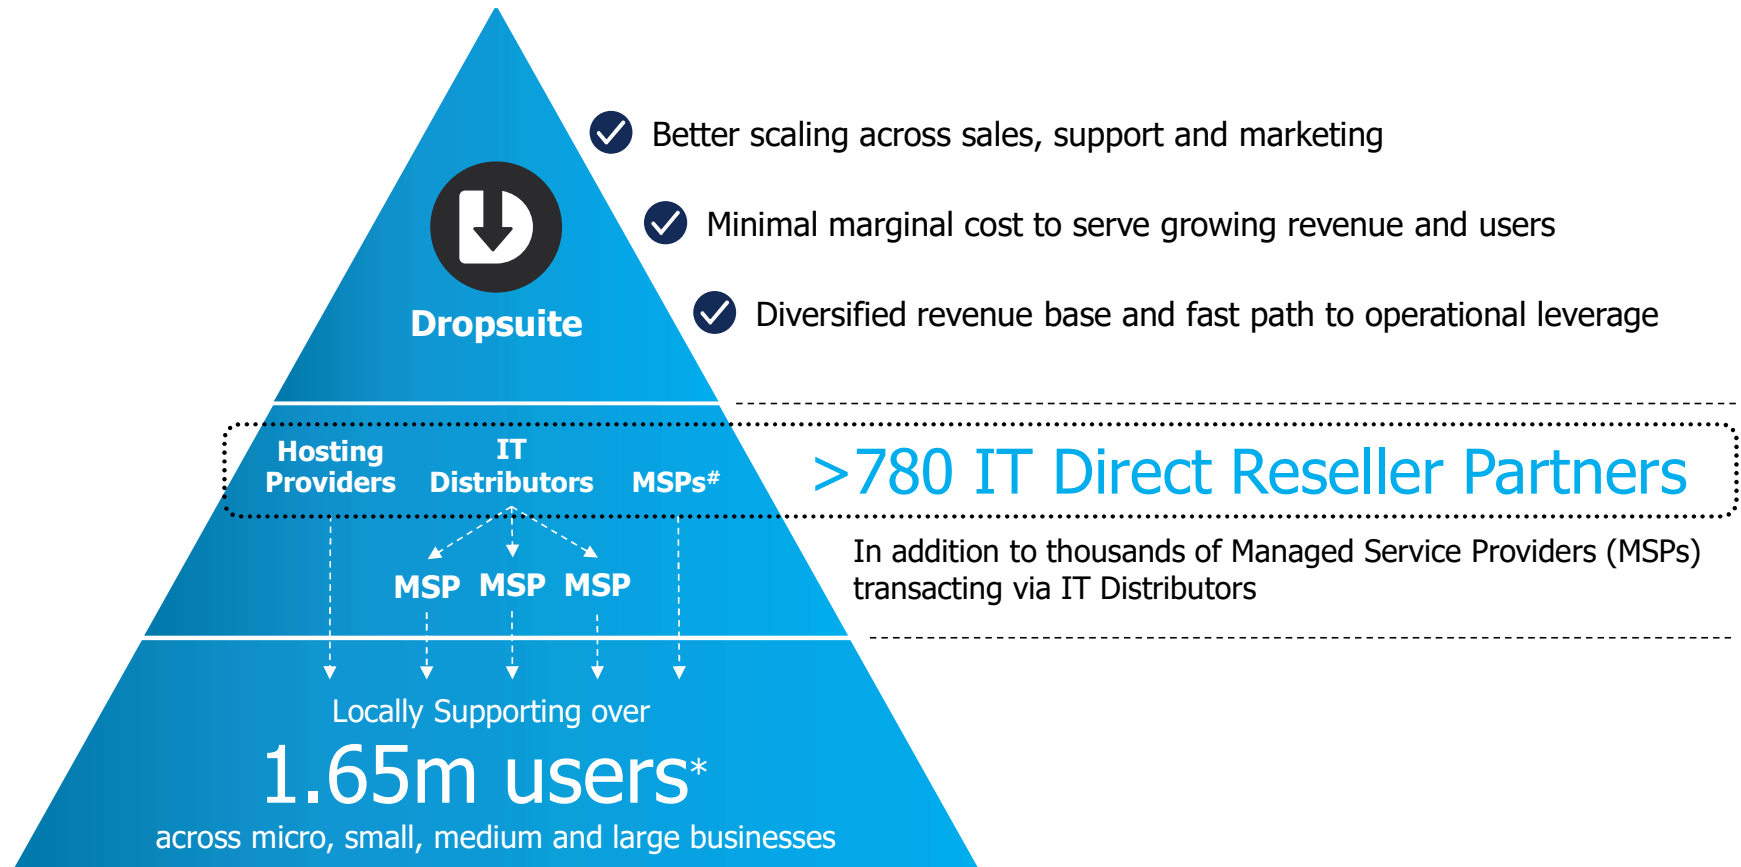 Better scaling across sales, support and marketing
Minimal marginal cost to serve growing revenue and users
Diversified revenue base and fast path to operational leverage
Dropsuite
Hosting
Providers
IT
Distributors
MSPs#
>780 IT Direct Reseller Partners
In addition to thousands of Managed Service Providers (MSPs)
transacting via IT Distributors
MSP MSP MSP
Locally Supporting over
1.65m users*
across micro, small, medium and large businesses